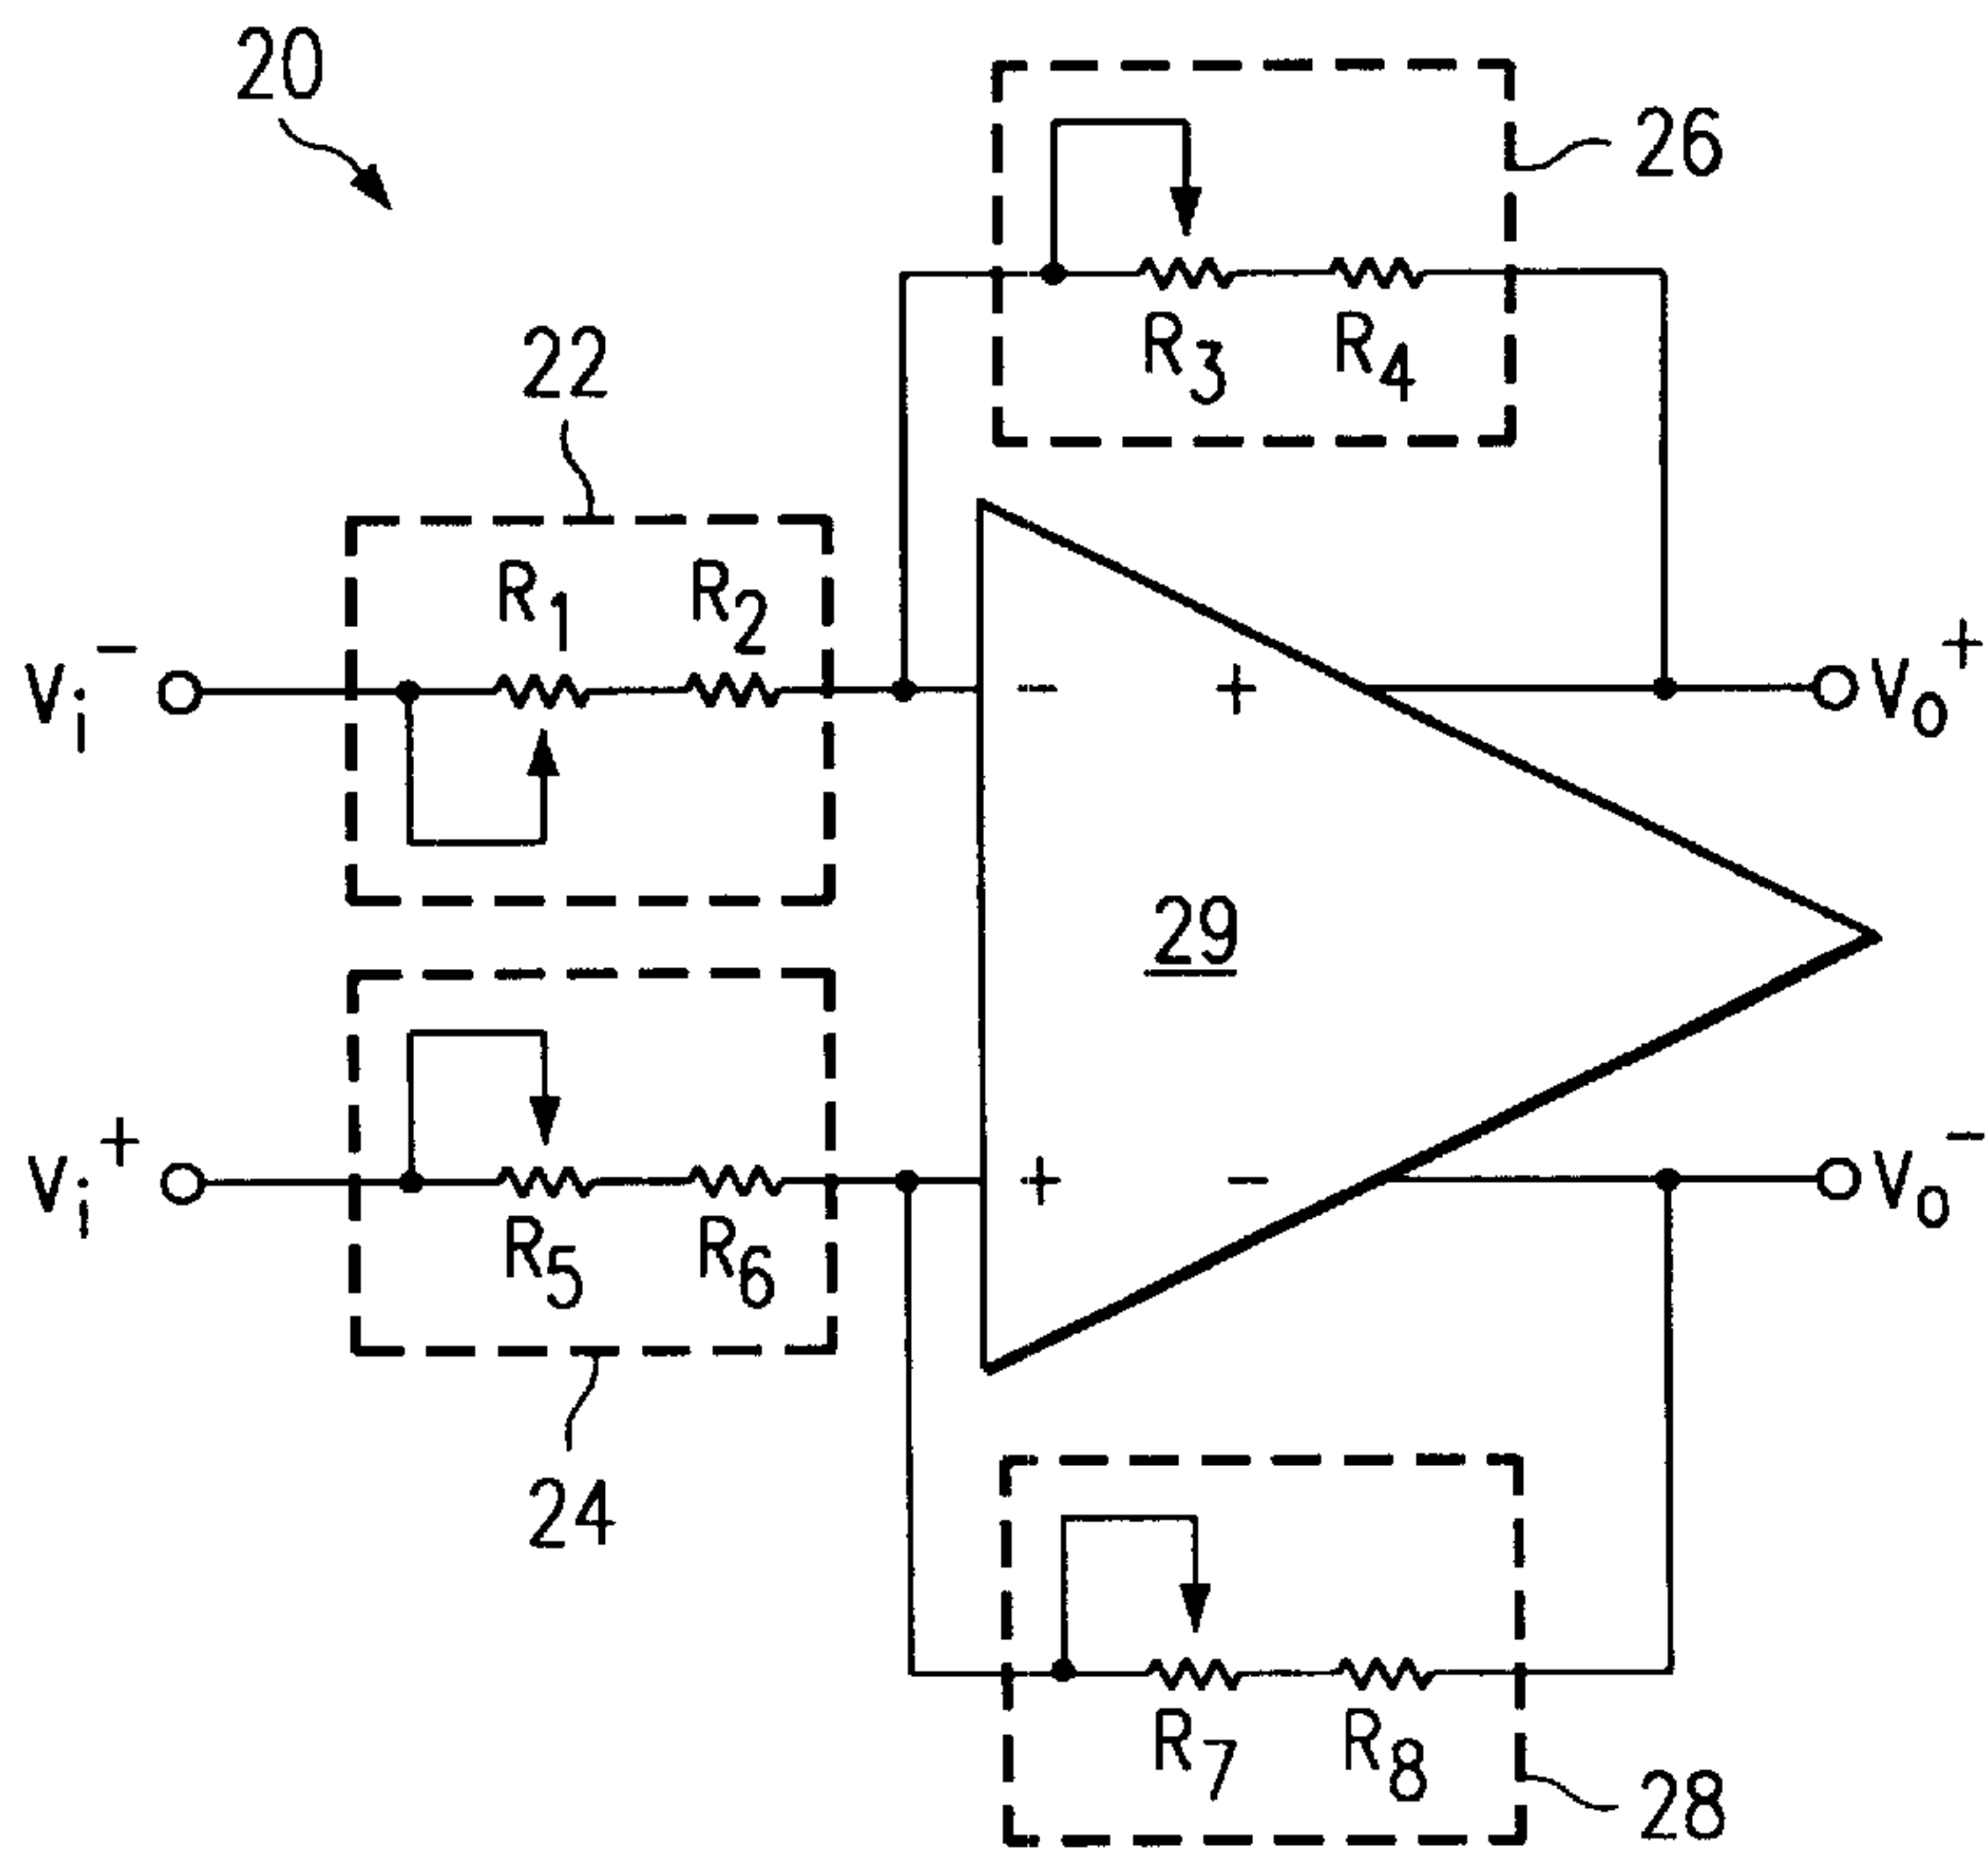 20
26
R3 R4
22
R1 R2
Vi−
− +
Vo+
29
Vi+
+ −
Vo−
R5 R6
24
R7 R8
28